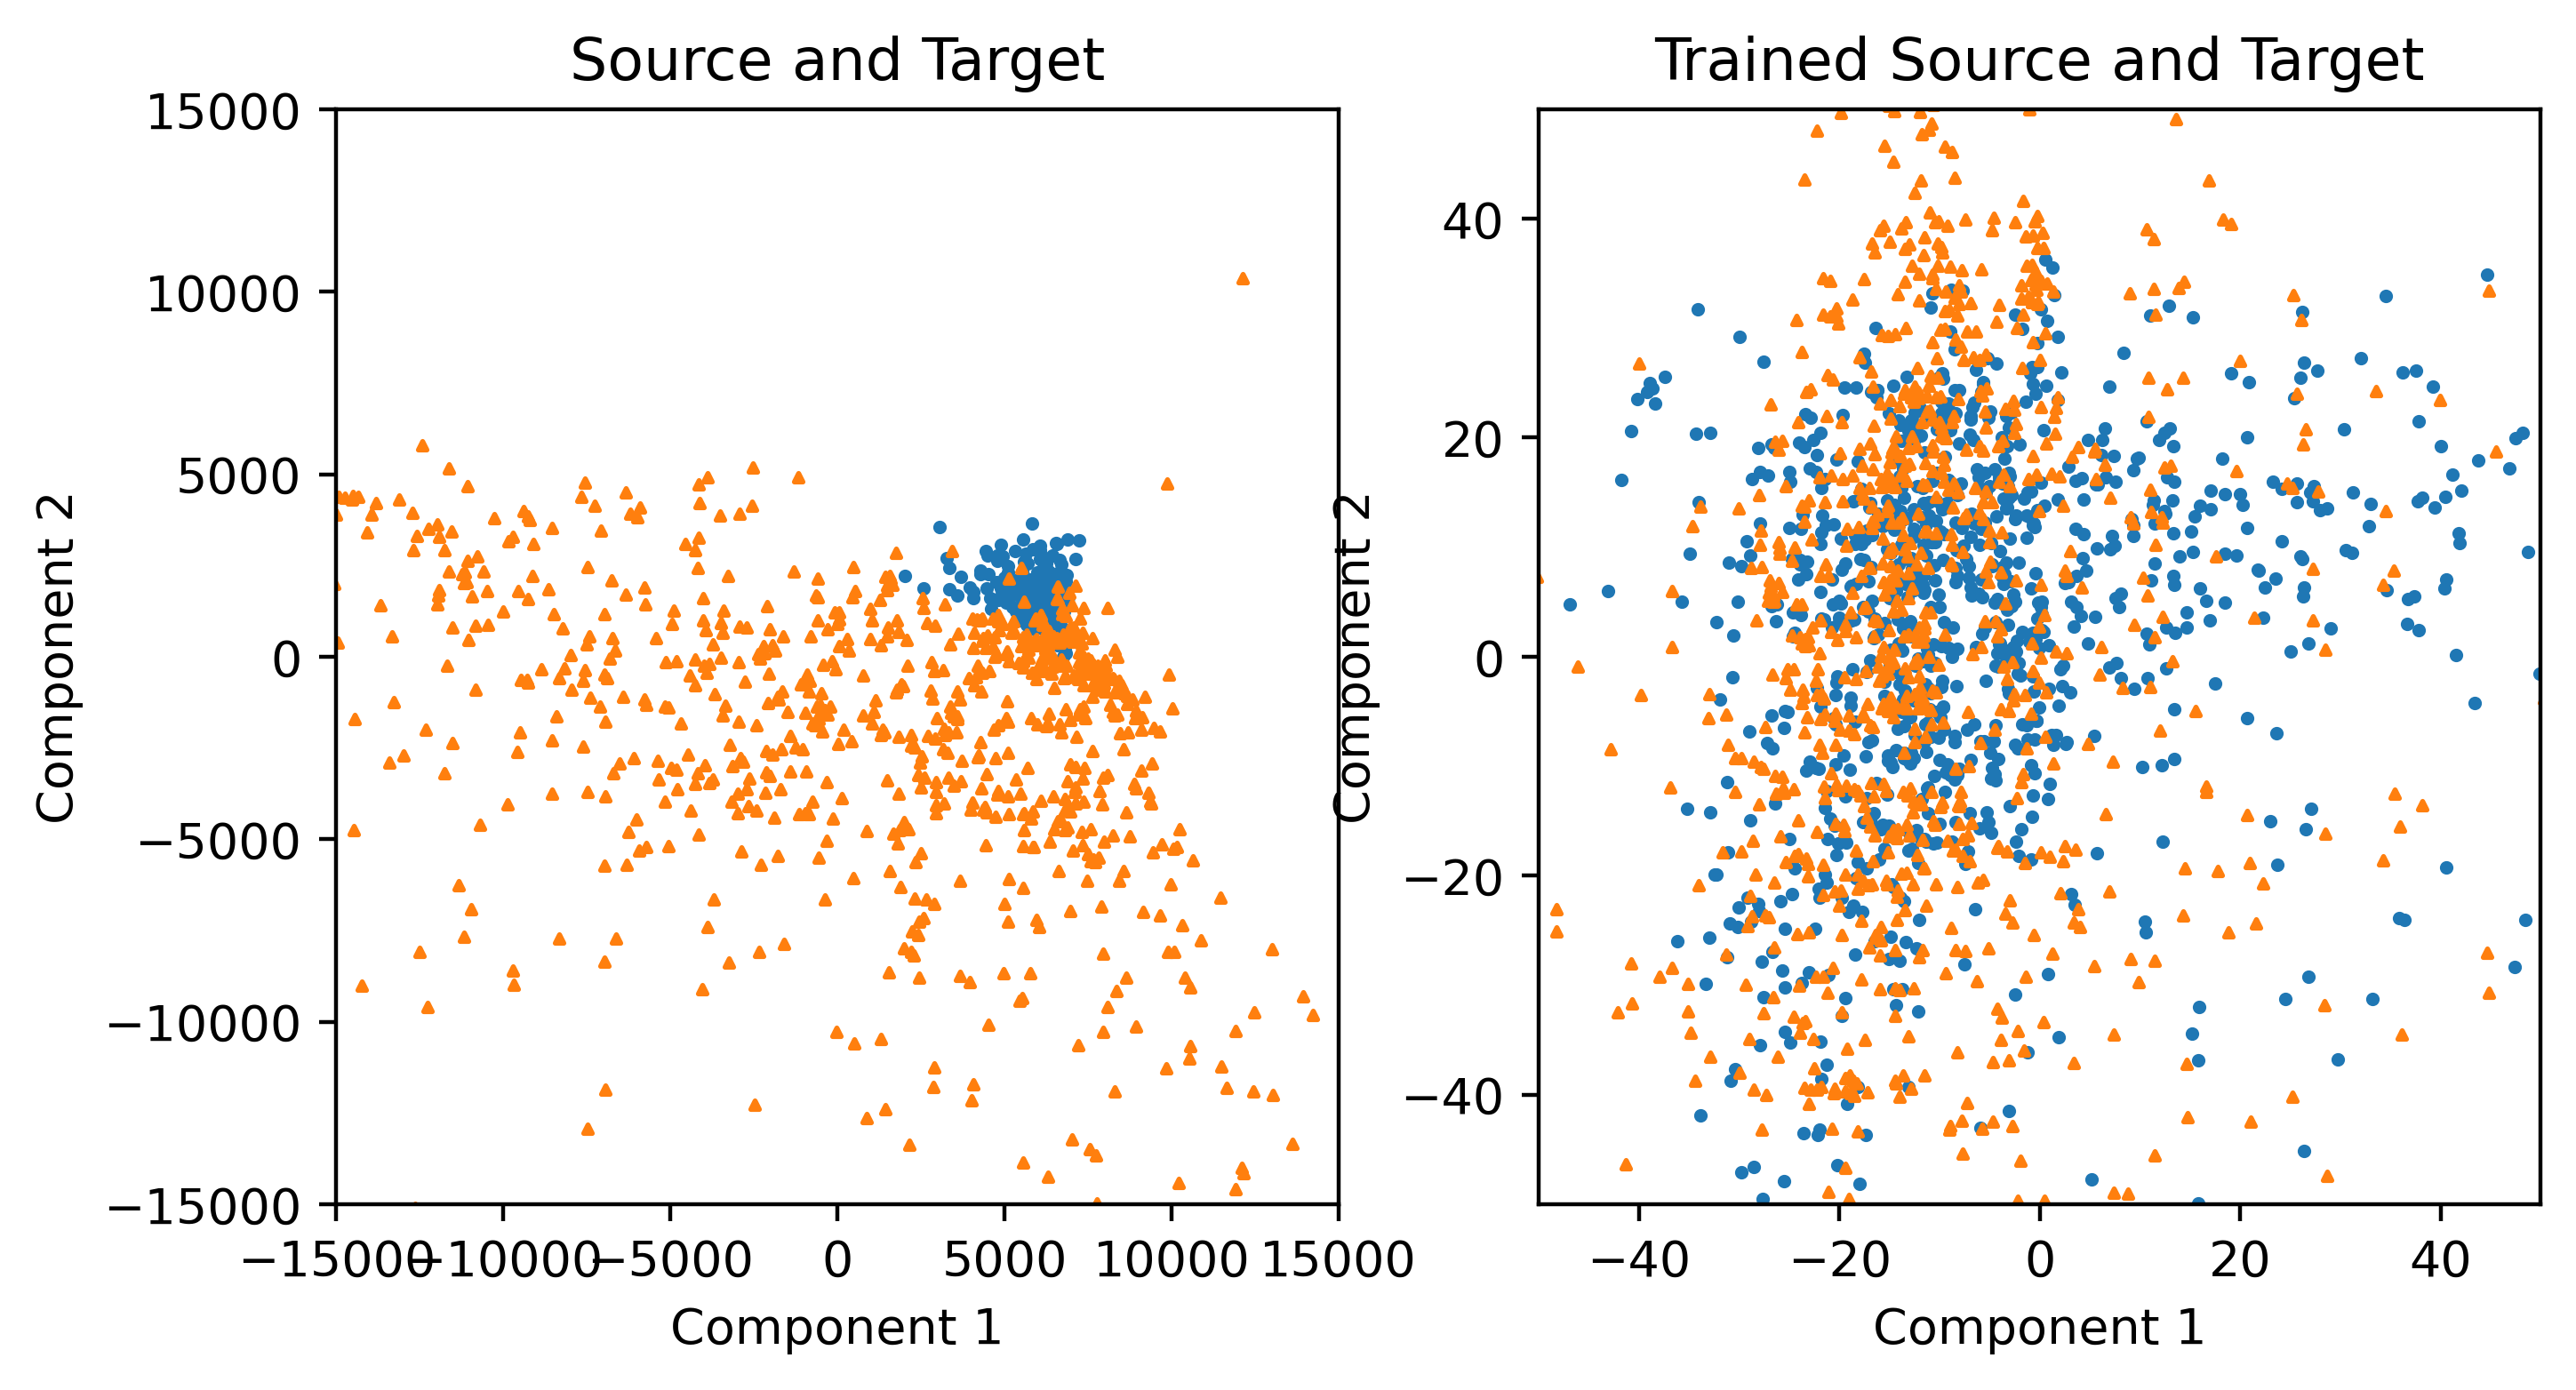 Source and Target
15000
10000
5000
0
−5000
−10000
−15000
Component 2
−15000 −10000 −5000 0 5000 10000 15000
Component 1
Trained Source and Target
40
20
0
−20
−40
Component 2
−40 −20 0 20 40
Component 1